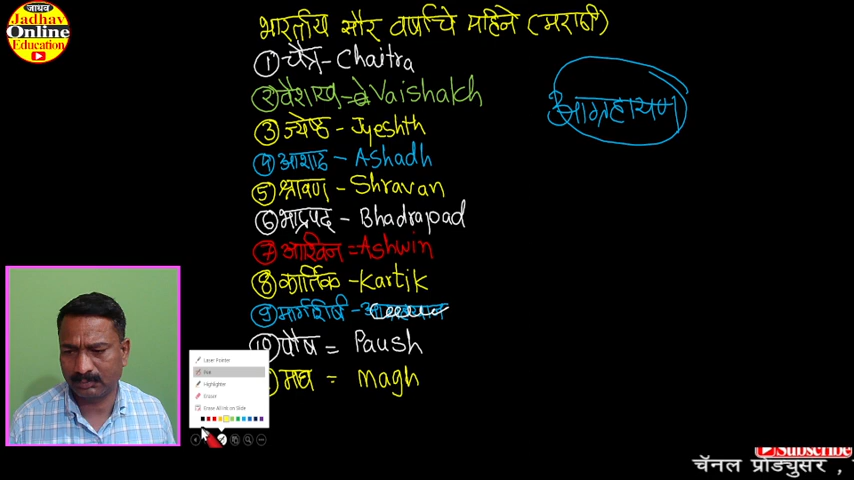 जाधव
Jadhav
Online
Education
भारतीय सौर वर्षाचे महिने (मराठी)
① चैत्र - Chaitra
② वैशाख = Vaishakh
③ ज्येष्ठ - Jyeshth
④ आशाढ - Ashadh
⑤ श्रावण - Shravan
⑥ भाद्रपद - Bhadrapad
⑦ आश्विन = Ashwin
⑧ कार्तिक - Kartik
⑨ मार्गशिर्ष -
⑩ पौष = Paush
माघ = Magh
आग्रहायण
Laser Pointer
Pen
Highlighter
Eraser
Erase All Ink on Slide
Subscribe
चॅनल प्रोड्युसर ,